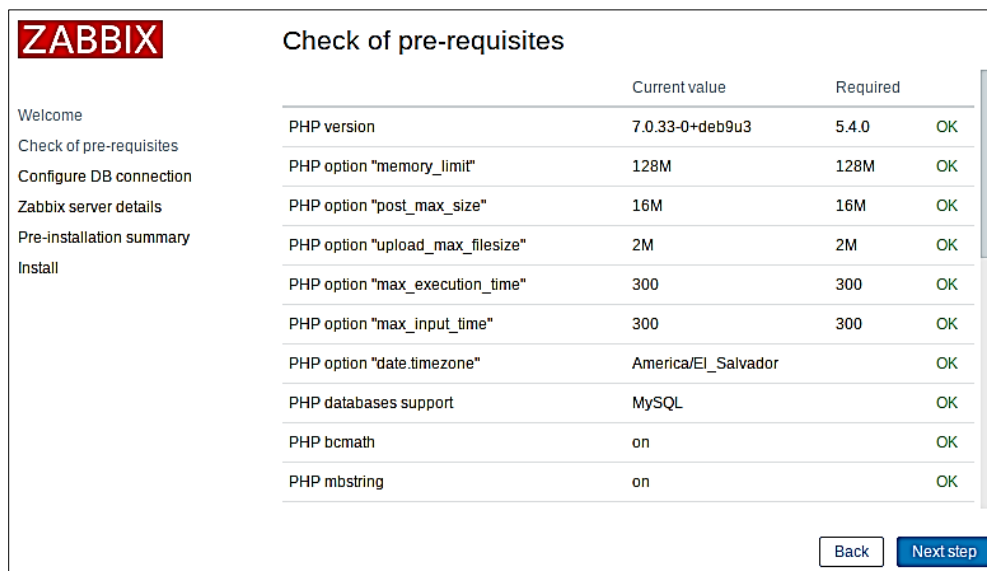 ZABBIX
Check of pre-requisites
Welcome
Check of pre-requisites
Configure DB connection
Zabbix server details
Pre-installation summary
Install
Current value Required
PHP version 7.0.33-0+deb9u3 5.4.0 OK
PHP option "memory_limit" 128M 128M OK
PHP option "post_max_size" 16M 16M OK
PHP option "upload_max_filesize" 2M 2M OK
PHP option "max_execution_time" 300 300 OK
PHP option "max_input_time" 300 300 OK
PHP option "date.timezone" America/El_Salvador OK
PHP databases support MySQL OK
PHP bcmath on OK
PHP mbstring on OK
Back Next step